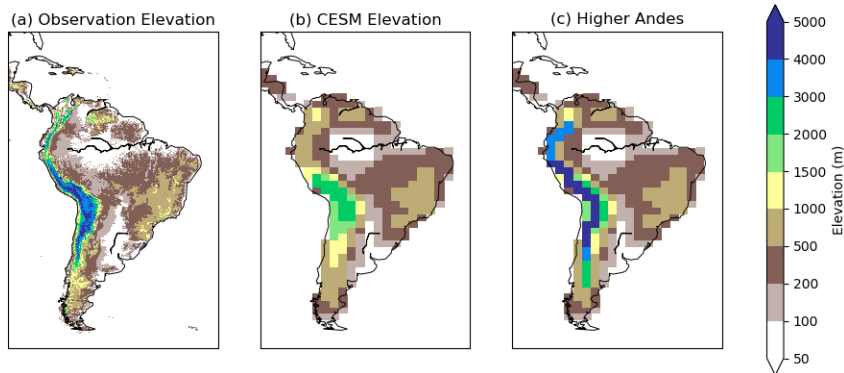 (a) Observation Elevation
(b) CESM Elevation
(c) Higher Andes
5000
4000
3000
2000
1500
1000
500
200
100
50
Elevation (m)